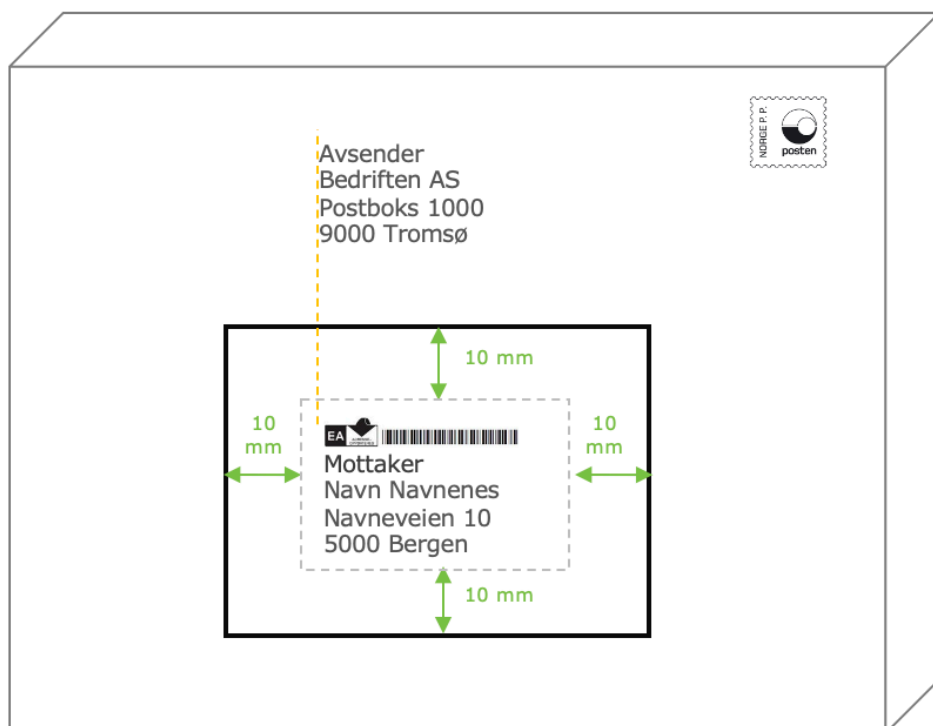 NORGE P. P.
posten
Avsender
Bedriften AS
Postboks 1000
9000 Tromsø
10 mm
10
mm
10
mm
EA
Mottaker
Navn Navnenes
Navneveien 10
5000 Bergen
10 mm